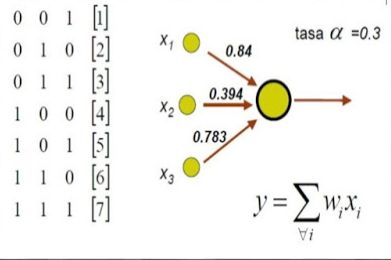 0 0 1 [1]
0 1 0 [2]
0 1 1 [3]
1 0 0 [4]
1 0 1 [5]
1 1 0 [6]
1 1 1 [7]
tasa α =0.3
x1
0.84
x2
0.394
x3
0.783
y = ∑ wixi
∀i